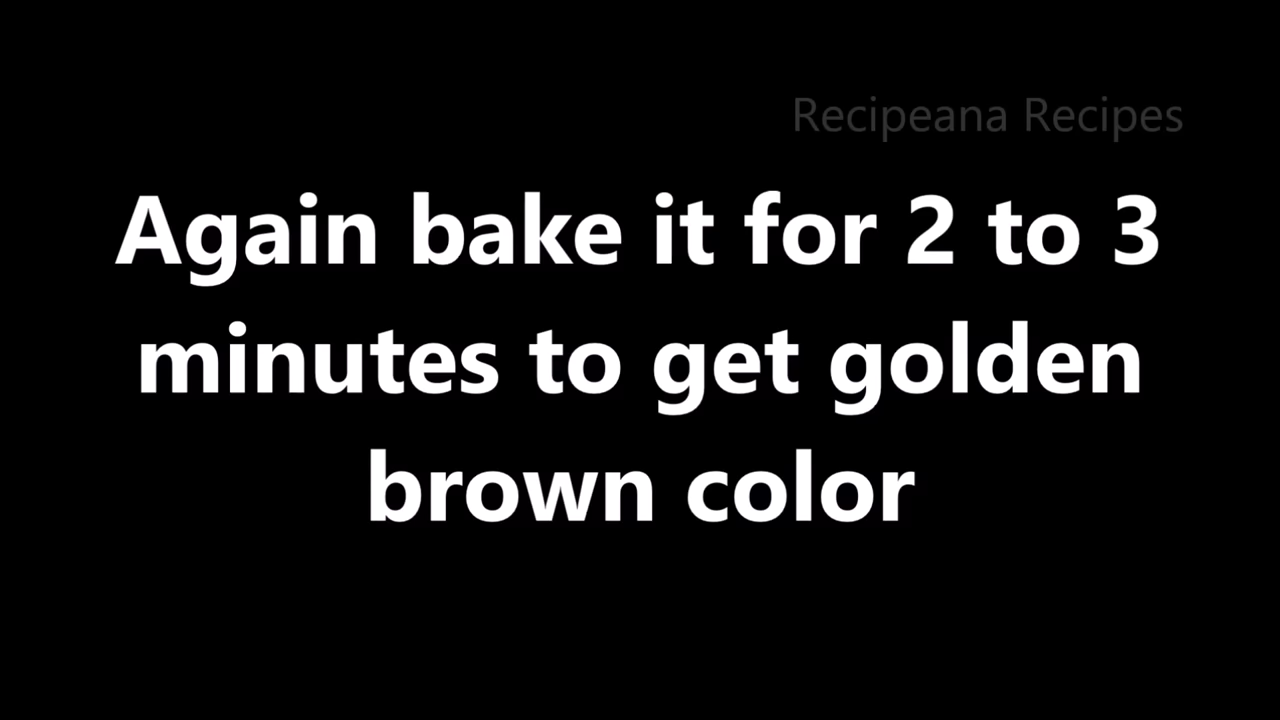 Recipeana Recipes
Again bake it for 2 to 3
minutes to get golden
brown color